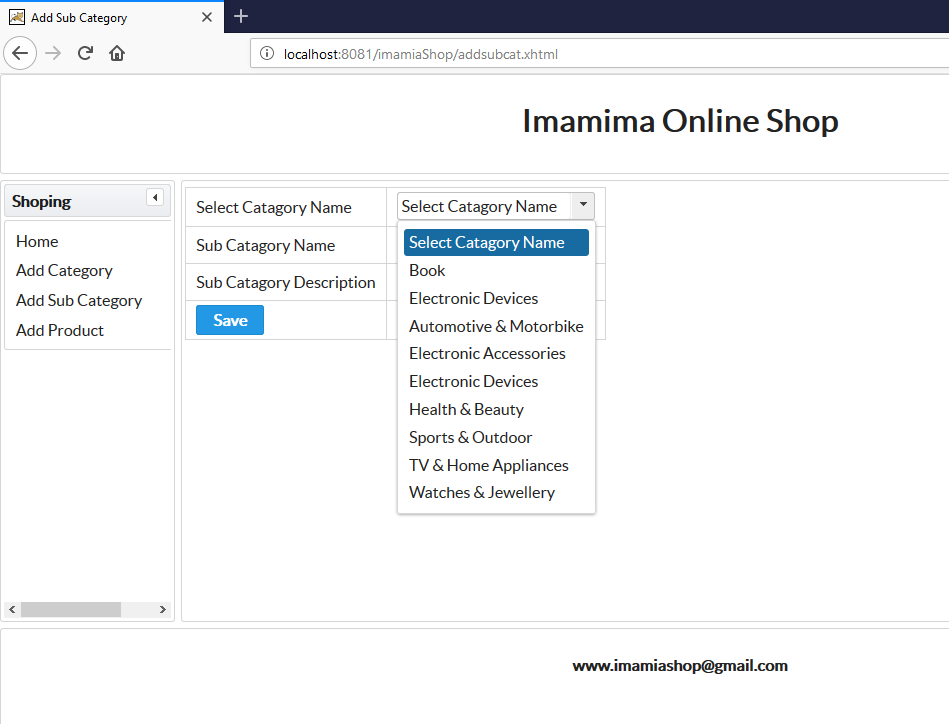 Add Sub Category
localhost:8081/imamiaShop/addsubcat.xhtml
Imamima Online Shop
Shoping
Home
Add Category
Add Sub Category
Add Product
Select Catagory Name
Select Catagory Name
Sub Catagory Name
Sub Catagory Description
Save
Select Catagory Name
Book
Electronic Devices
Automotive & Motorbike
Electronic Accessories
Electronic Devices
Health & Beauty
Sports & Outdoor
TV & Home Appliances
Watches & Jewellery
www.imamiashop@gmail.com